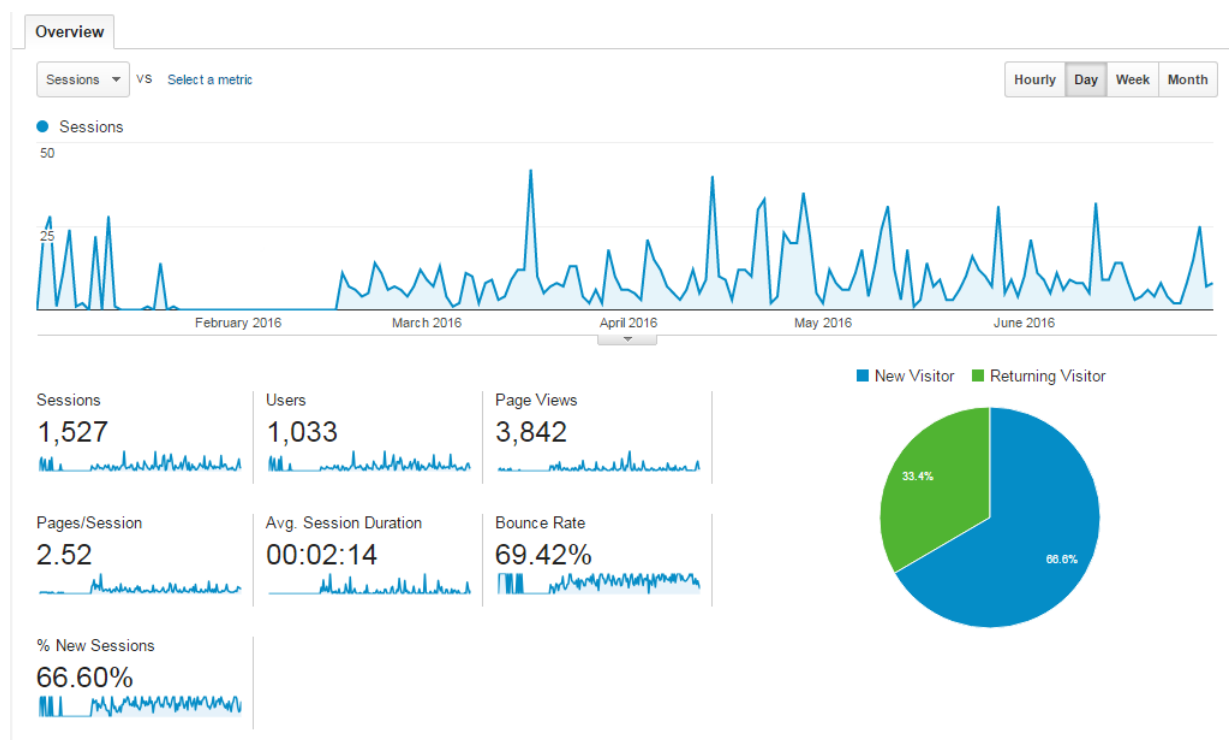 Overview
Sessions VS Select a metric Hourly Day Week Month
Sessions
50
25
February 2016 March 2016 April 2016 May 2016 June 2016
New Visitor Returning Visitor
Sessions Users Page Views
1,527 1,033 3,842
33.4%
Pages/Session Avg. Session Duration Bounce Rate
2.52 00:02:14 69.42%
66.6%
% New Sessions
66.60%